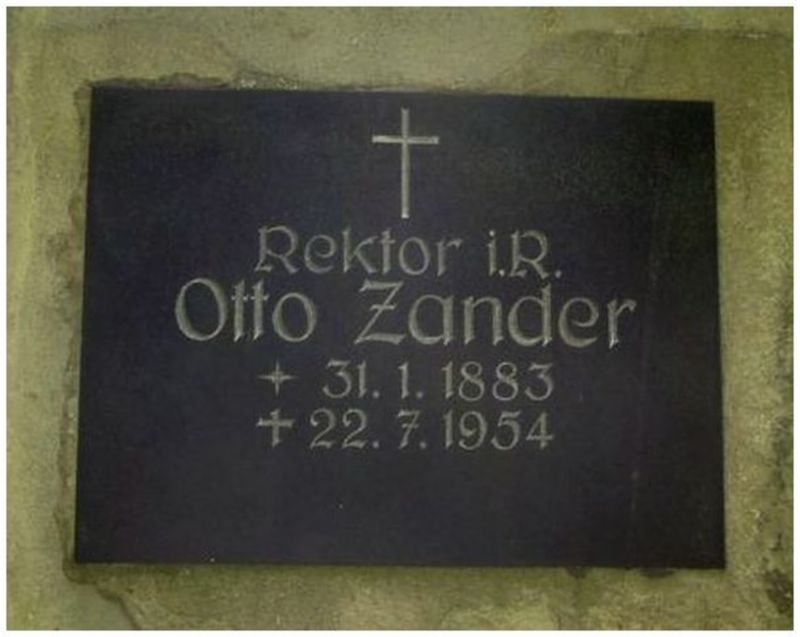 Rektor i.R.
Otto Zander
+ 31. 1. 1883
† 22. 7. 1954